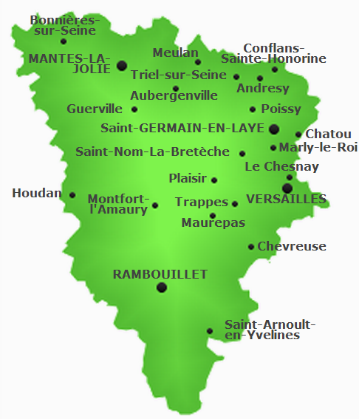 Bonnières-
sur-Seine
MANTES-LA-
JOLIE
Meulan
Conflans-
Sainte-Honorine
Triel-sur-Seine
Andresy
Aubergenville
Guerville
Poissy
Saint-GERMAIN-EN-LAYE
Chatou
Marly-le-Roi
Saint-Nom-La-Bretèche
Le Chesnay
Plaisir
Houdan
Montfort-
l'Amaury
Trappes
VERSAILLES
Maurepas
Chevreuse
RAMBOUILLET
Saint-Arnoult-
en-Yvelines